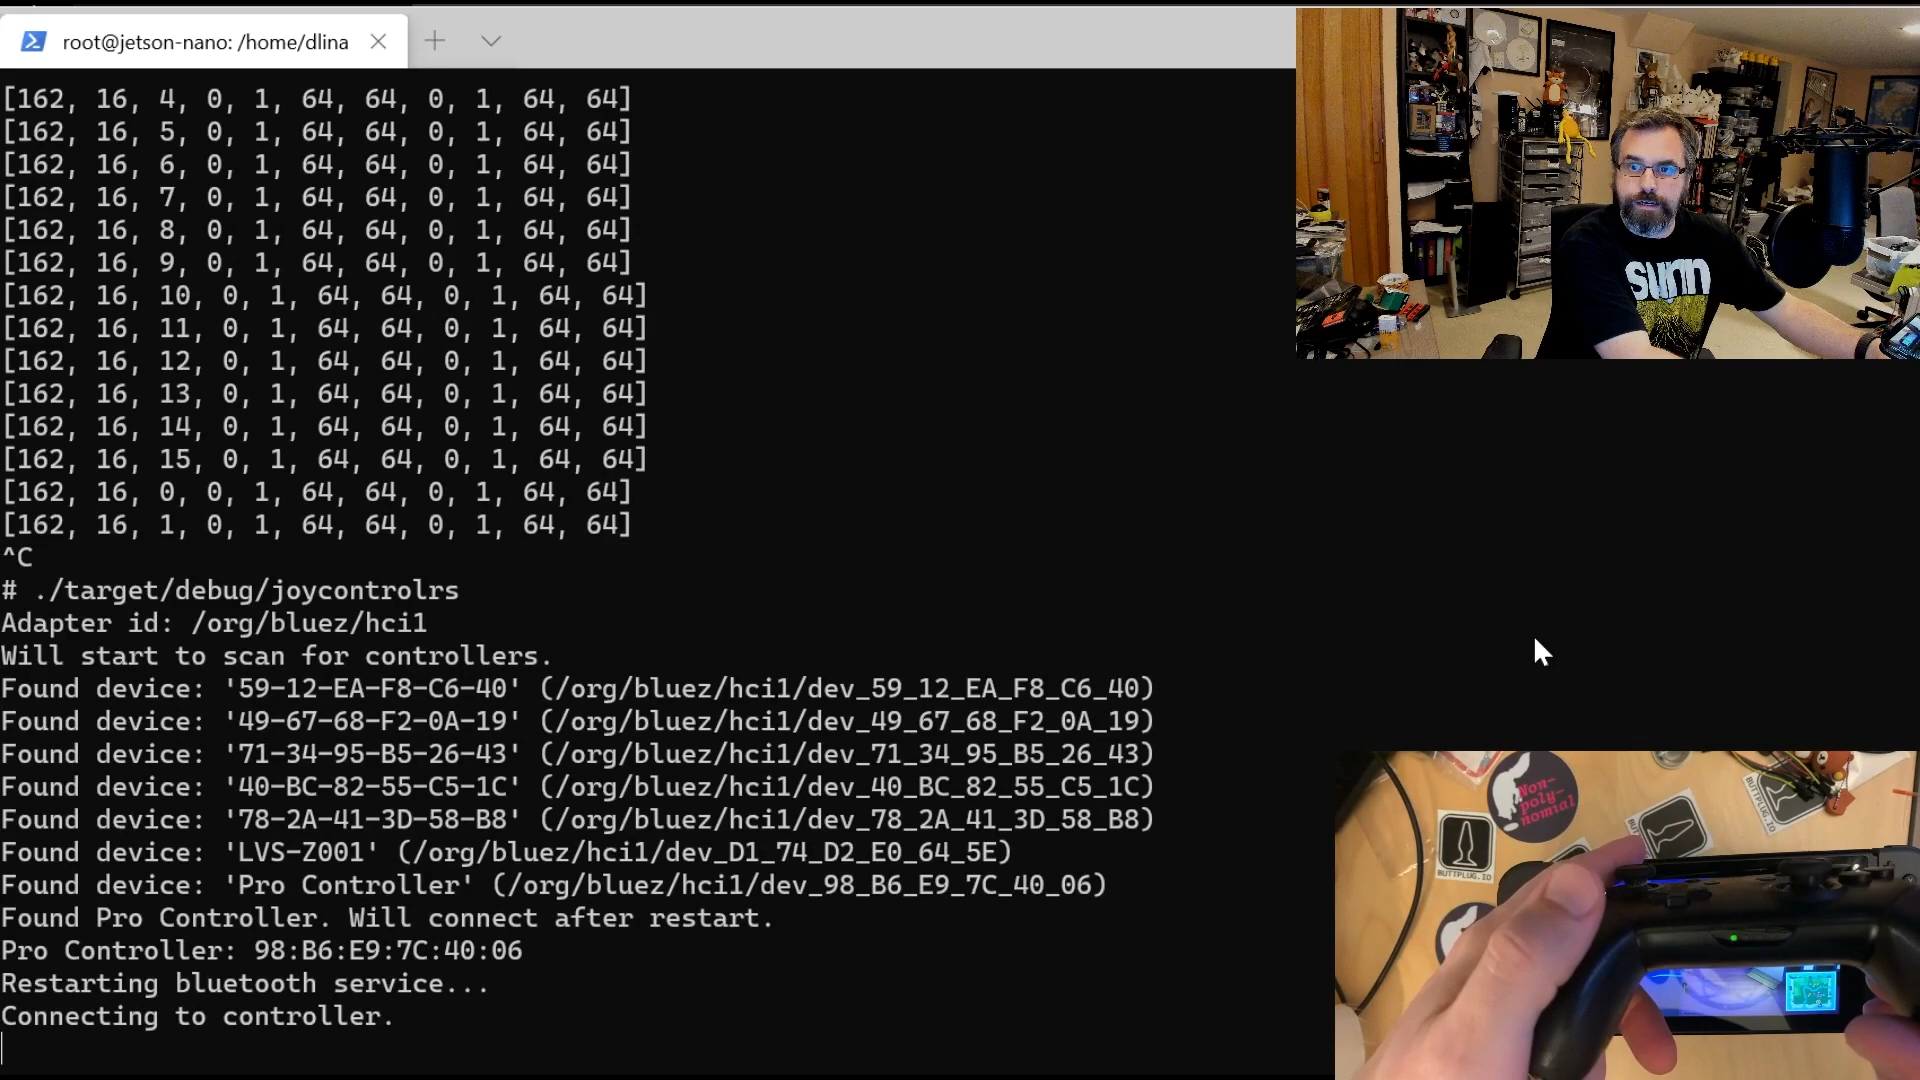 root@jetson-nano: /home/dlina
[162, 16, 4, 0, 1, 64, 64, 0, 1, 64, 64]
[162, 16, 5, 0, 1, 64, 64, 0, 1, 64, 64]
[162, 16, 6, 0, 1, 64, 64, 0, 1, 64, 64]
[162, 16, 7, 0, 1, 64, 64, 0, 1, 64, 64]
[162, 16, 8, 0, 1, 64, 64, 0, 1, 64, 64]
[162, 16, 9, 0, 1, 64, 64, 0, 1, 64, 64]
[162, 16, 10, 0, 1, 64, 64, 0, 1, 64, 64]
[162, 16, 11, 0, 1, 64, 64, 0, 1, 64, 64]
[162, 16, 12, 0, 1, 64, 64, 0, 1, 64, 64]
[162, 16, 13, 0, 1, 64, 64, 0, 1, 64, 64]
[162, 16, 14, 0, 1, 64, 64, 0, 1, 64, 64]
[162, 16, 15, 0, 1, 64, 64, 0, 1, 64, 64]
[162, 16, 0, 0, 1, 64, 64, 0, 1, 64, 64]
[162, 16, 1, 0, 1, 64, 64, 0, 1, 64, 64]
^C
# ./target/debug/joycontrolrs
Adapter id: /org/bluez/hci1
Will start to scan for controllers.
Found device: '59-12-EA-F8-C6-40' (/org/bluez/hci1/dev_59_12_EA_F8_C6_40)
Found device: '49-67-68-F2-0A-19' (/org/bluez/hci1/dev_49_67_68_F2_0A_19)
Found device: '71-34-95-B5-26-43' (/org/bluez/hci1/dev_71_34_95_B5_26_43)
Found device: '40-BC-82-55-C5-1C' (/org/bluez/hci1/dev_40_BC_82_55_C5_1C)
Found device: '78-2A-41-3D-58-B8' (/org/bluez/hci1/dev_78_2A_41_3D_58_B8)
Found device: 'LVS-Z001' (/org/bluez/hci1/dev_D1_74_D2_E0_64_5E)
Found device: 'Pro Controller' (/org/bluez/hci1/dev_98_B6_E9_7C_40_06)
Found Pro Controller. Will connect after restart.
Pro Controller: 98:B6:E9:7C:40:06
Restarting bluetooth service...
Connecting to controller.
sunn
Non-
poly-
nomial
BUTTPLUG.IO
BUTTPLUG.IO